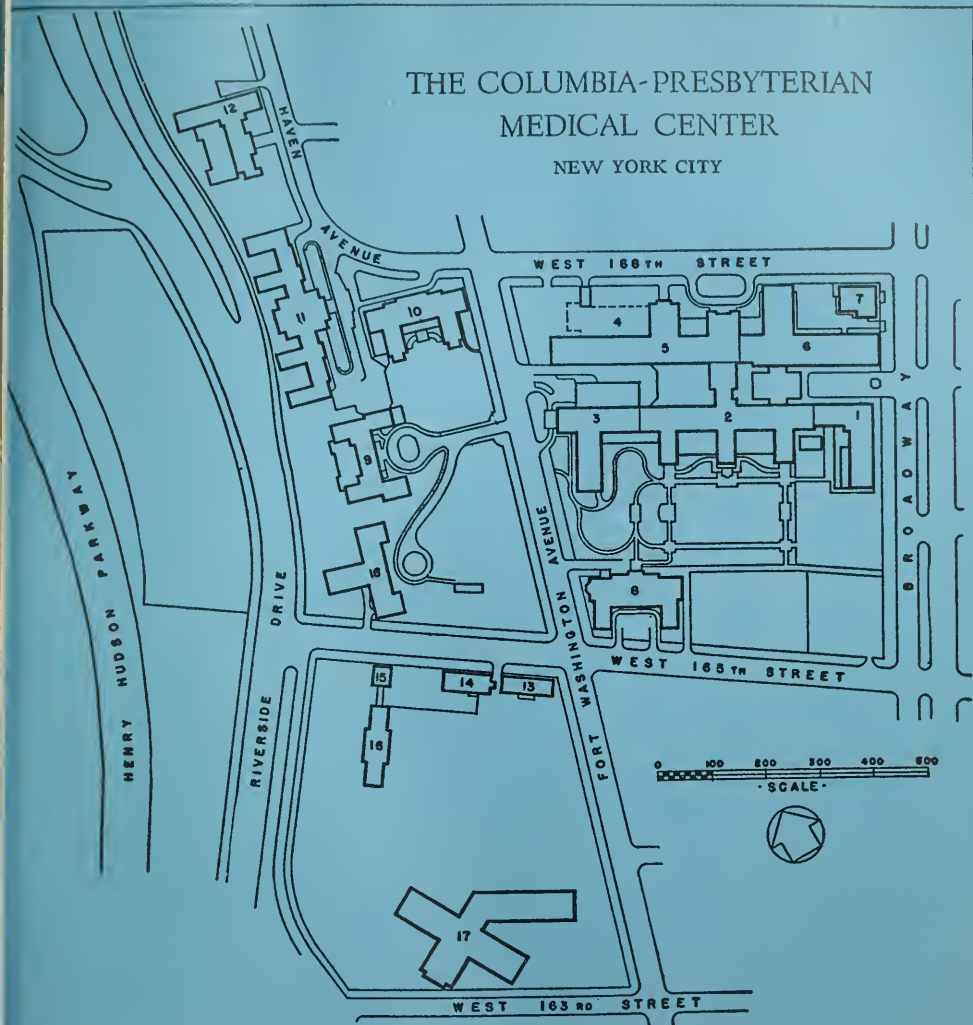 THE COLUMBIA-PRESBYTERIAN
MEDICAL CENTER
NEW YORK CITY
12
HAVEN
AVENUE
WEST 168TH STREET
7
11
10
4
5
6
3
2
1
9
BROADWAY
HENRY HUDSON PARKWAY
RIVERSIDE DRIVE
16
FORT WASHINGTON AVENUE
8
WEST 165TH STREET
15
14
13
16
0 100 200 300 400 500
·SCALE·
17
WEST 163RD STREET